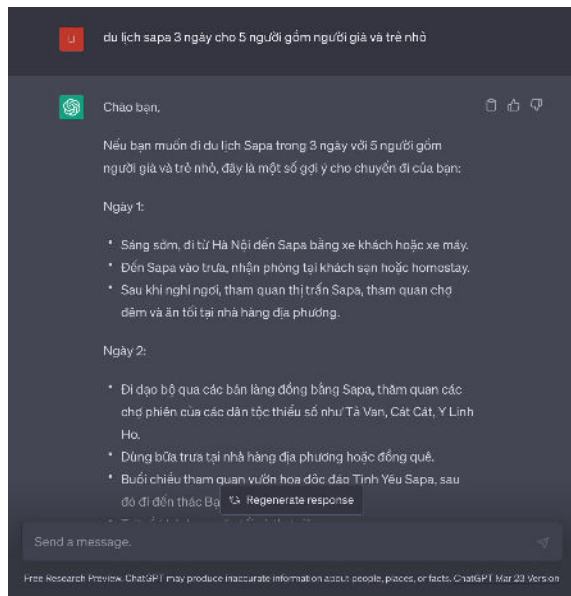 U
du lịch sapa 3 ngày cho 5 người gồm người già và trẻ nhỏ
Chào bạn,
Nếu bạn muốn đi du lịch Sapa trong 3 ngày với 5 người gồm
người già và trẻ nhỏ, đây là một số gợi ý cho chuyến đi của bạn:
Ngày 1:
• Sáng sớm, đi từ Hà Nội đến Sapa bằng xe khách hoặc xe máy.
• Đến Sapa vào trưa, nhận phòng tại khách sạn hoặc homestay.
• Sau khi nghỉ ngơi, tham quan thị trấn Sapa, tham quan chợ
đêm và ăn tối tại nhà hàng địa phương.
Ngày 2:
• Đi dạo bộ qua các bản làng đồng bằng Sapa, thăm quan các
chợ phiên của các dân tộc thiểu số như Tả Van, Cát Cát, Y Linh
Ho.
• Dùng bữa trưa tại nhà hàng địa phương hoặc đồng quê.
• Buổi chiều tham quan vườn hoa độc đáo Tình Yêu Sapa, sau
đó đi đến thác Bạ
Regenerate response
Send a message.
Free Research Preview. ChatGPT may produce inaccurate information about people, places, or facts. ChatGPT Mar 23 Version